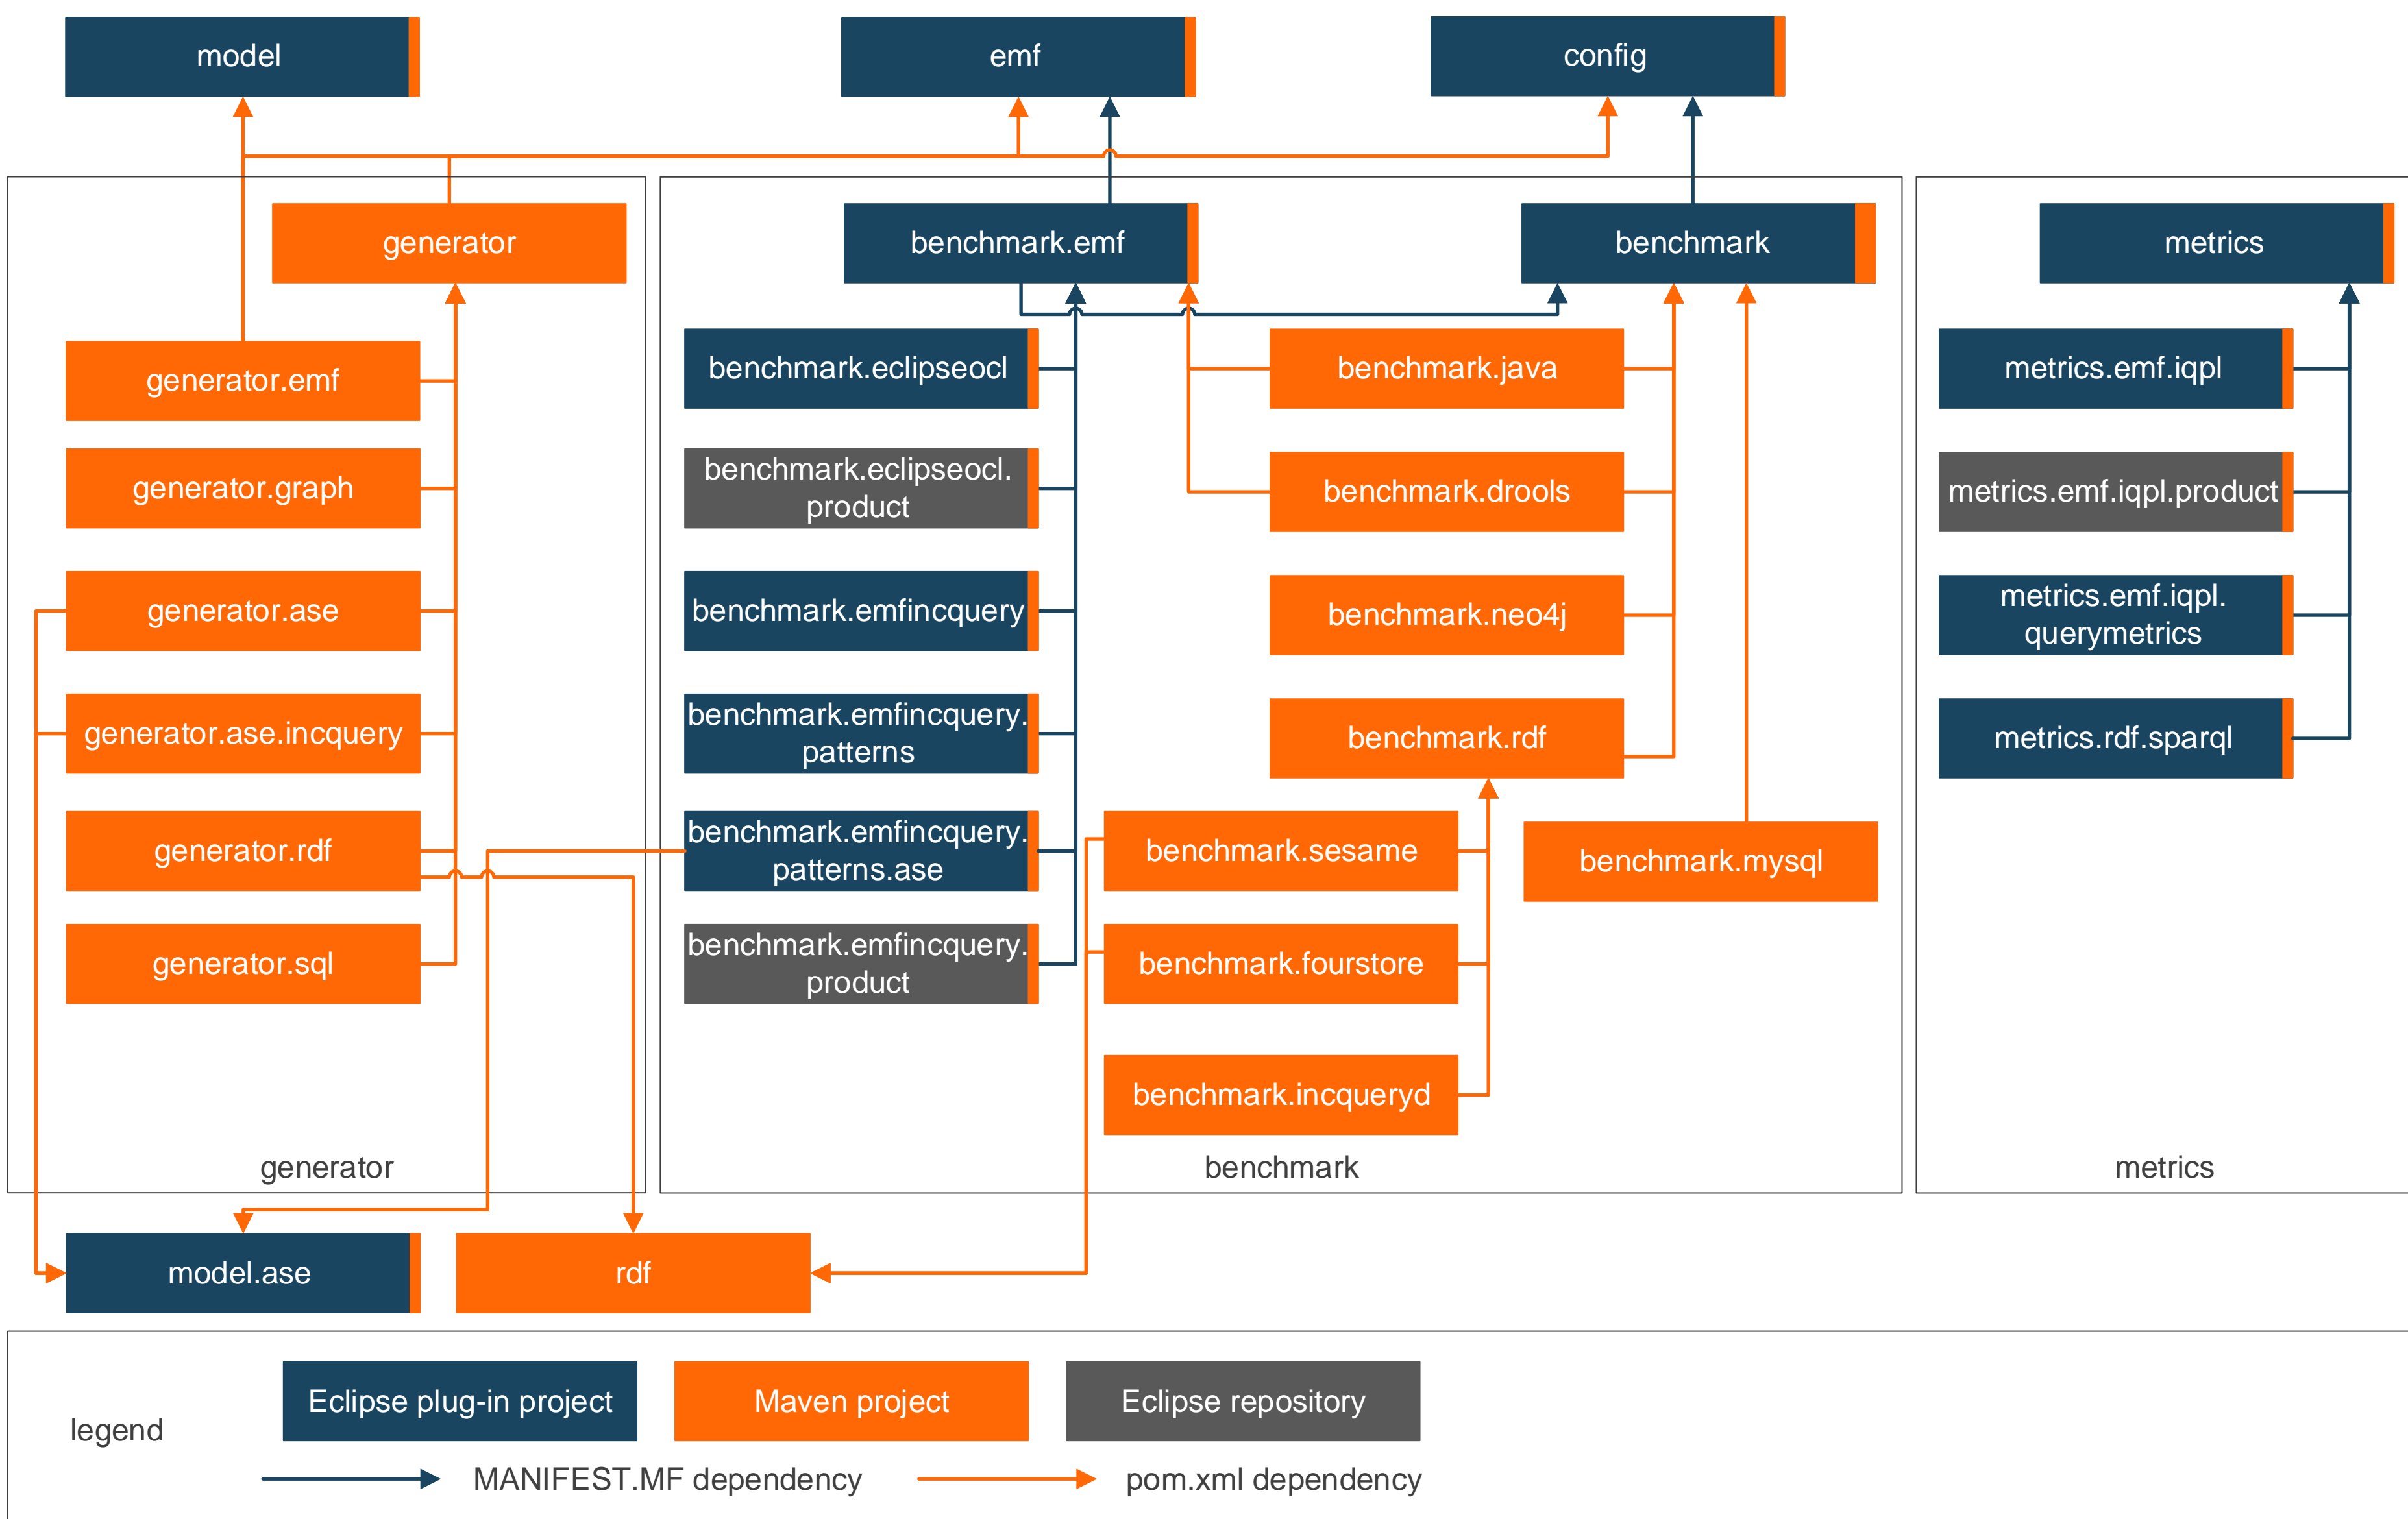 model
emf
config
generator
benchmark.emf
benchmark
metrics
generator.emf
generator.graph
generator.ase
generator.ase.incquery
generator.rdf
generator.sql
generator
benchmark.eclipseocl
benchmark.eclipseocl.
product
benchmark.emfincquery
benchmark.emfincquery.
patterns
benchmark.emfincquery.
patterns.ase
benchmark.emfincquery.
product
benchmark.java
benchmark.drools
benchmark.neo4j
benchmark.rdf
benchmark.sesame
benchmark.mysql
benchmark.fourstore
benchmark.incqueryd
benchmark
metrics.emf.iqpl
metrics.emf.iqpl.product
metrics.emf.iqpl.
querymetrics
metrics.rdf.sparql
metrics
model.ase
rdf
legend
Eclipse plug-in project
Maven project
Eclipse repository
MANIFEST.MF dependency
pom.xml dependency